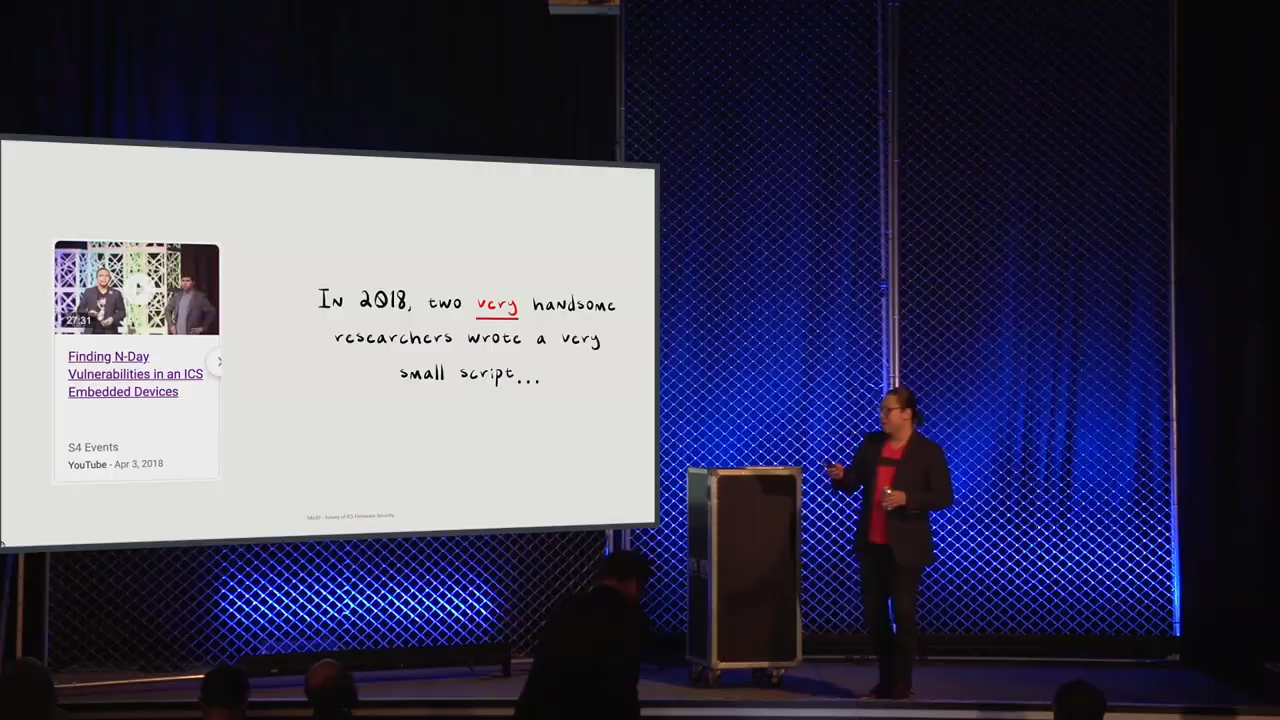 27:31
Finding N-Day
Vulnerabilities in an ICS
Embedded Devices
S4 Events
YouTube - Apr 3, 2018
In 2018, two very handsome
researchers wrote a very
small script...